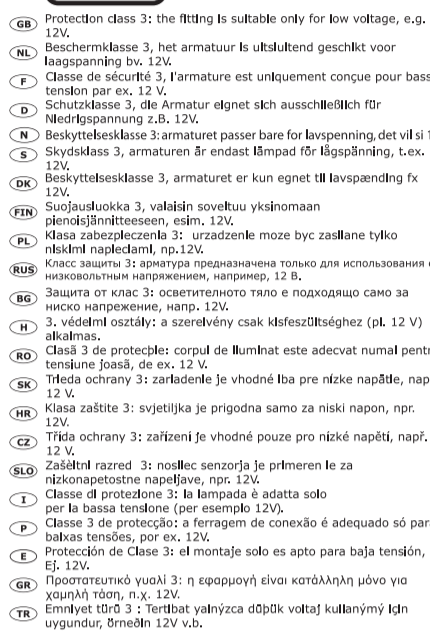 GB Protection class 3: the fitting is suitable only for low voltage, e.g.
12V.
NL Beschermklasse 3, het armatuur is uitsluitend geschikt voor
laagspanning bv. 12V.
F Classe de sécurité 3, l'armature est uniquement conçue pour bass
tension par ex. 12 V.
D Schutzklasse 3, die Armatur eignet sich ausschließlich für
Niedrigspannung z.B. 12V.
N Beskyttelsesklasse 3: armaturet passer bare for lavspenning, det vil si 1
S Skydsklass 3, armaturen är endast lämpad för lågspänning, t.ex.
12V.
DK Beskyttelsesklasse 3, armaturet er kun egnet til lavspænding fx
12V.
FIN Suojausluokka 3, valaisin soveltuu yksinomaan
pienoisjännitteeseen, esim. 12V.
PL Klasa zabezpieczenia 3: urzadzenie moze byc zasilane tylko
niskimi napieciami, np.12V.
RUS Класс защиты 3: арматура предназначена только для использования с
низковольтным напряжением, например, 12 В.
BG Защита от клас 3: осветителното тяло е подходящо само за
ниско напрежение, напр. 12V.
H 3. védelmi osztály: a szerelvény csak kisfeszültséghez (pl. 12 V)
alkalmas.
RO Clasã 3 de protecþie: corpul de iluminat este adecvat numai pentr
tensiune joasã, de ex. 12 V.
SK Trieda ochrany 3: zariadenie je vhodné iba pre nízke napätie, nap
12 V.
HR Klasa zaštite 3: svjetiljka je prigodna samo za niski napon, npr.
12V.
CZ Třída ochrany 3: zařízení je vhodné pouze pro nízké napětí, např.
12 V.
SLO Zašèitni razred 3: nosilec senzorja je primeren le za
nizkonapetostne napeljave, npr. 12V.
I Classe di protezione 3: la lampada è adatta solo
per la bassa tensione (per esempio 12V).
P Classe 3 de protecção: a ferragem de conexão é adequado só par
baixas tensões, por ex. 12V.
E Protección de Clase 3: el montaje solo es apto para baja tensión,
Ej. 12V.
GR Προστατευτικό γυαλί 3: η εφαρμογή είναι κατάλληλη μόνο για
χαμηλή τάση, π.χ. 12V.
TR Emniyet türü 3 : Tertibat yalnýzca düþük voltaj kullanýmý için
uygundur, örneðin 12V v.b.